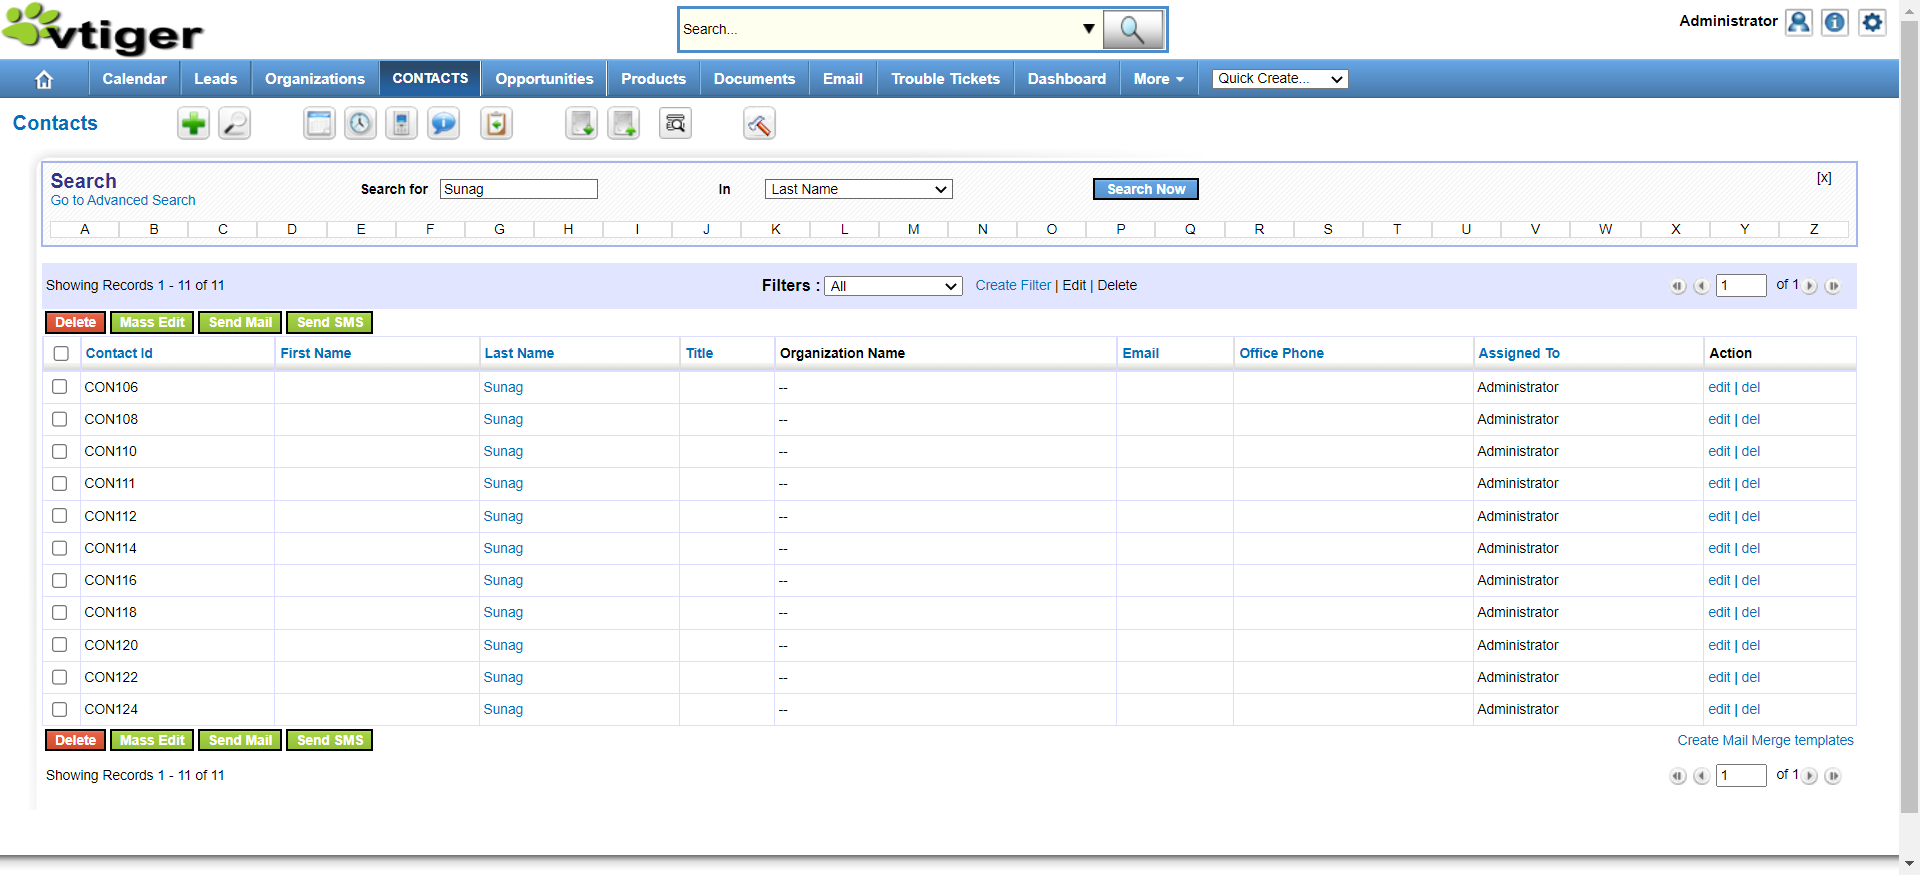 vtiger
Search...
Administrator
Calendar Leads Organizations CONTACTS Opportunities Products Documents Email Trouble Tickets Dashboard More Quick Create...
Contacts
Search
Go to Advanced Search
Search for Sunag In Last Name Search Now [x]
A B C D E F G H I J K L M N O P Q R S T U V W X Y Z
Showing Records 1 - 11 of 11 Filters : All Create Filter | Edit | Delete 1 of 1
Delete Mass Edit Send Mail Send SMS
Contact Id First Name Last Name Title Organization Name Email Office Phone Assigned To Action
CON106 Sunag -- Administrator edit | del
CON108 Sunag -- Administrator edit | del
CON110 Sunag -- Administrator edit | del
CON111 Sunag -- Administrator edit | del
CON112 Sunag -- Administrator edit | del
CON114 Sunag -- Administrator edit | del
CON116 Sunag -- Administrator edit | del
CON118 Sunag -- Administrator edit | del
CON120 Sunag -- Administrator edit | del
CON122 Sunag -- Administrator edit | del
CON124 Sunag -- Administrator edit | del
Delete Mass Edit Send Mail Send SMS Create Mail Merge templates
Showing Records 1 - 11 of 11 1 of 1